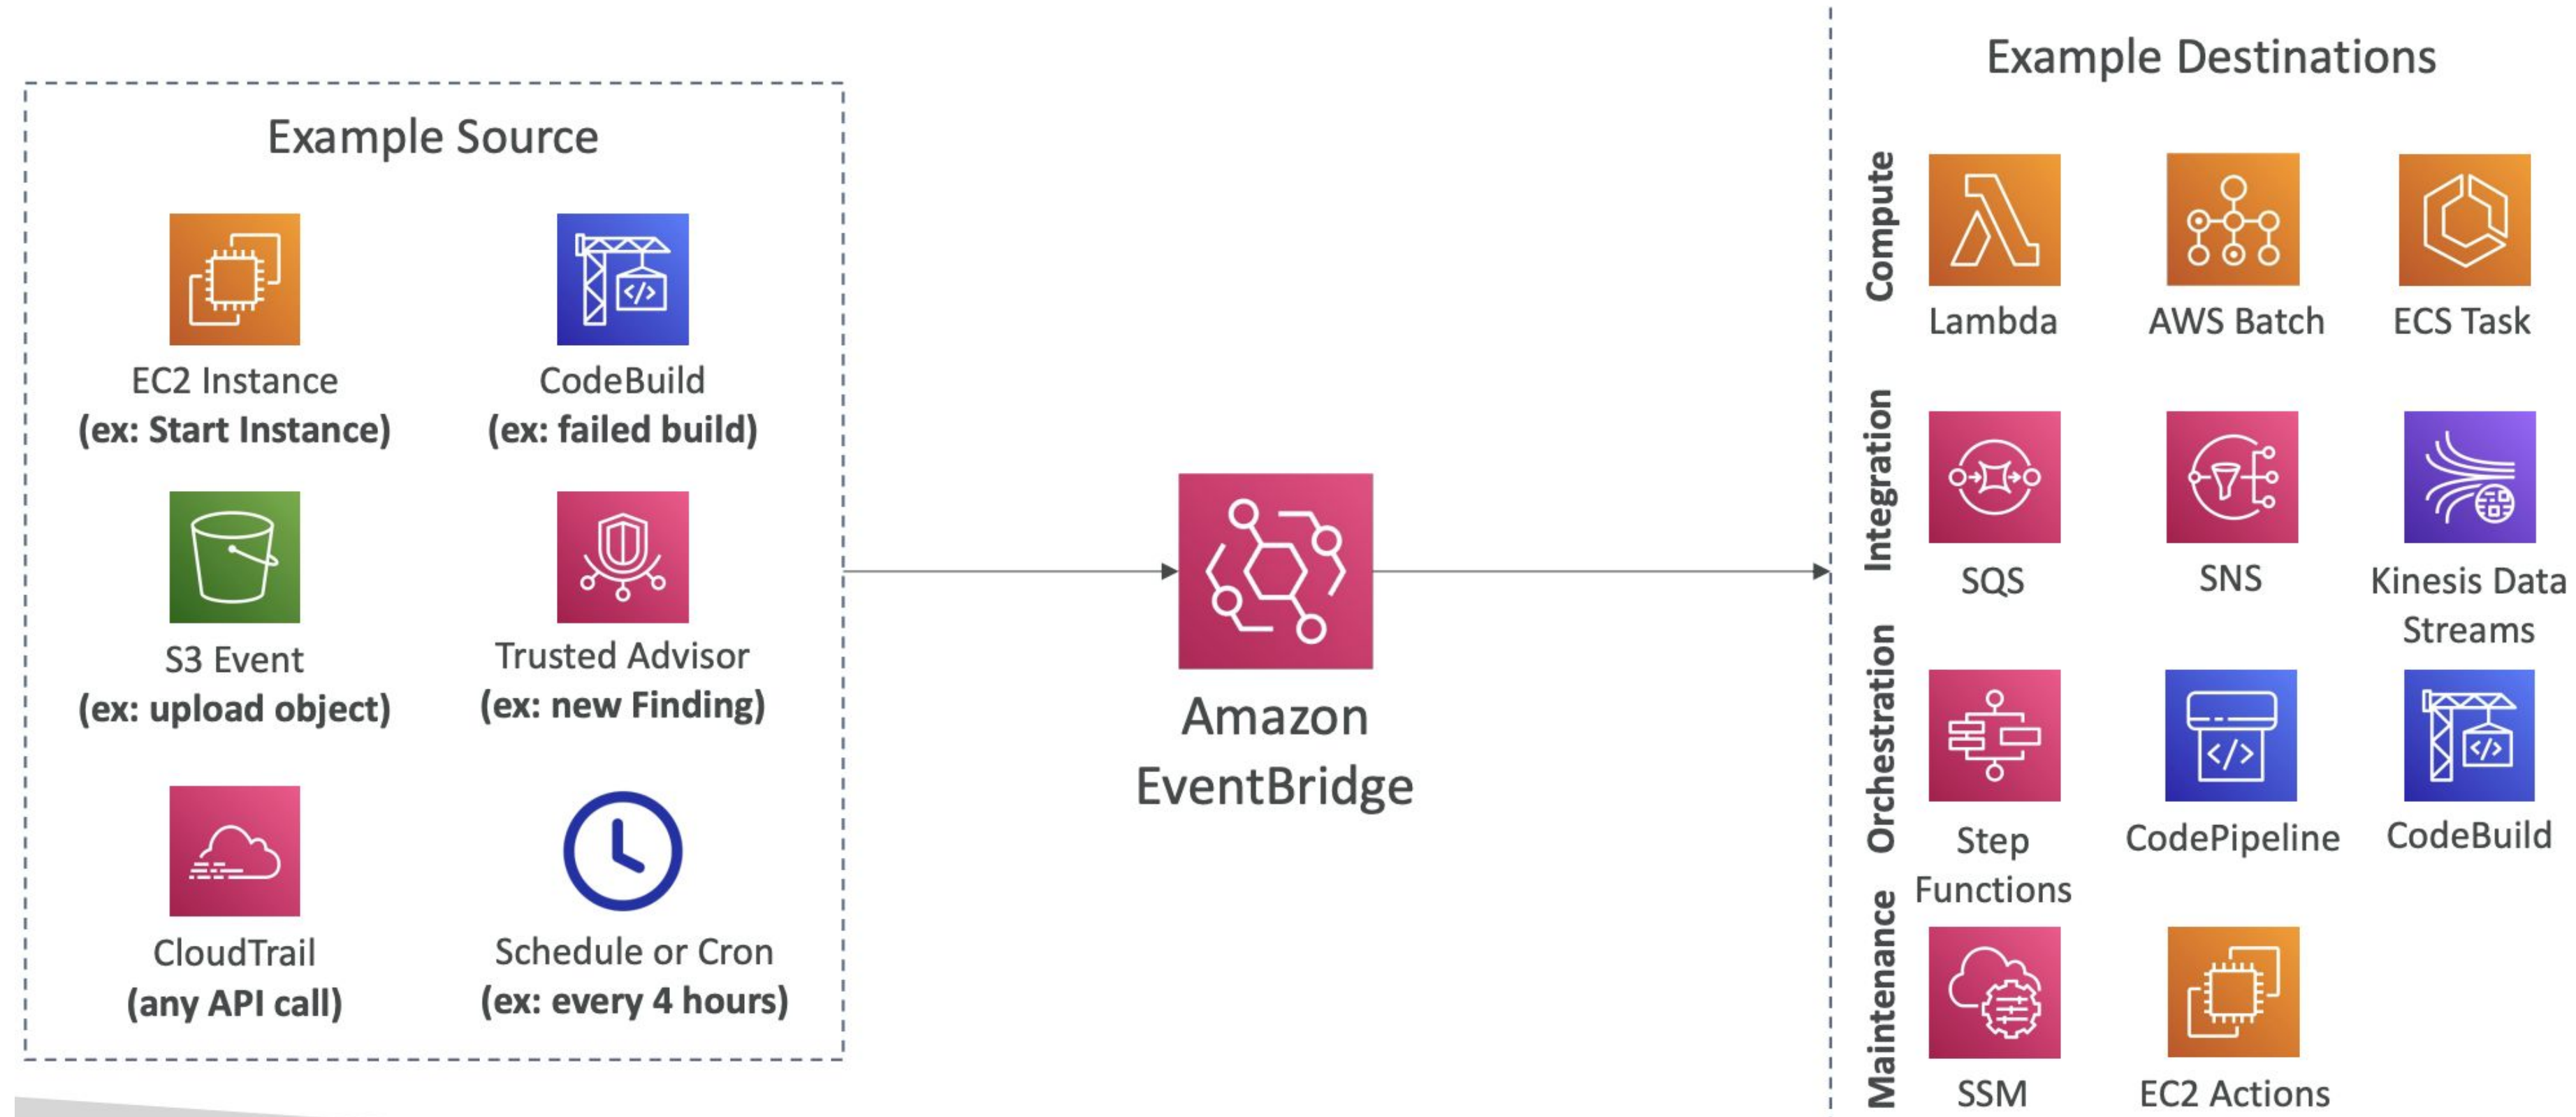 Example Source
EC2 Instance
(ex: Start Instance)
CodeBuild
(ex: failed build)
S3 Event
(ex: upload object)
Trusted Advisor
(ex: new Finding)
CloudTrail
(any API call)
Schedule or Cron
(ex: every 4 hours)
Amazon
EventBridge
Example Destinations
Compute
Lambda
AWS Batch
ECS Task
Integration
SQS
SNS
Kinesis Data
Streams
Orchestration
Step
Functions
CodePipeline
CodeBuild
Maintenance
SSM
EC2 Actions